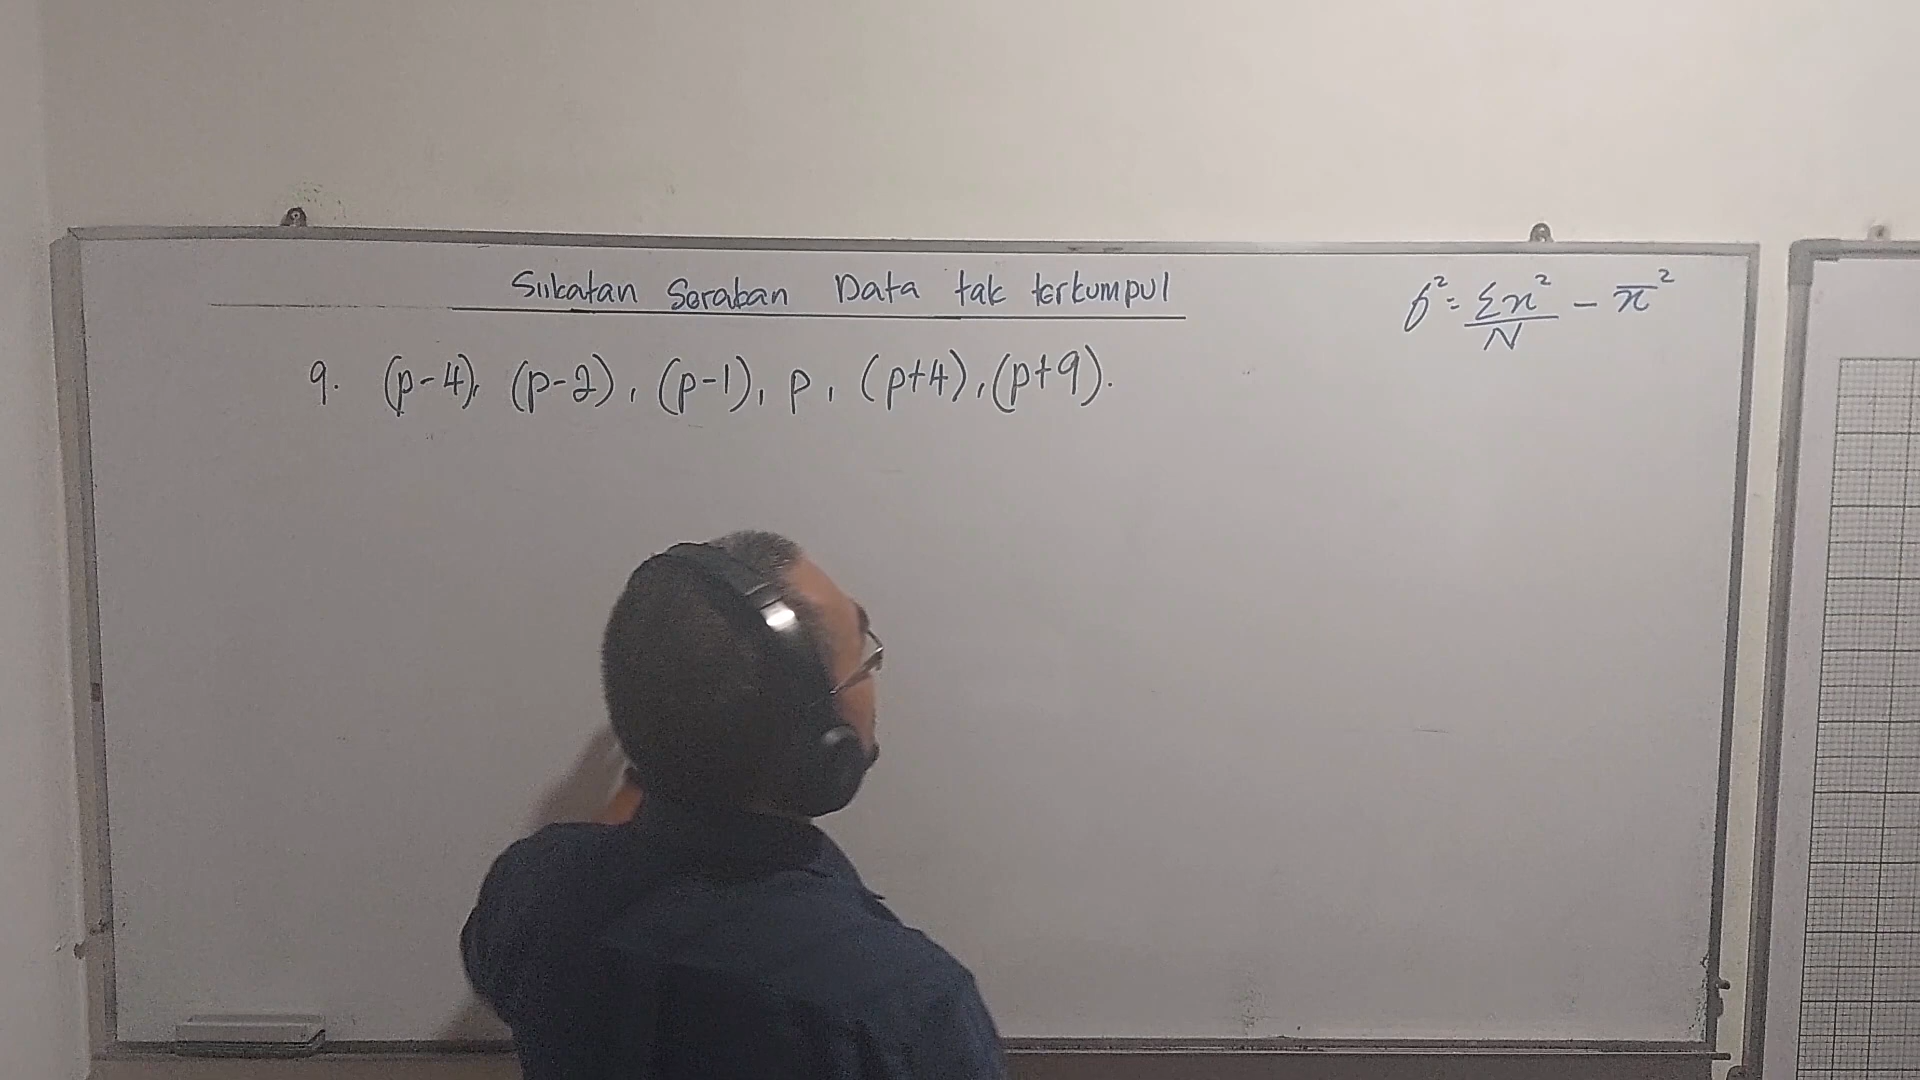 Sukatan Serakan Data tak terkumpul
σ² = Σx²/N - x̄²
9. (p-4), (p-2), (p-1), p, (p+4), (p+9).